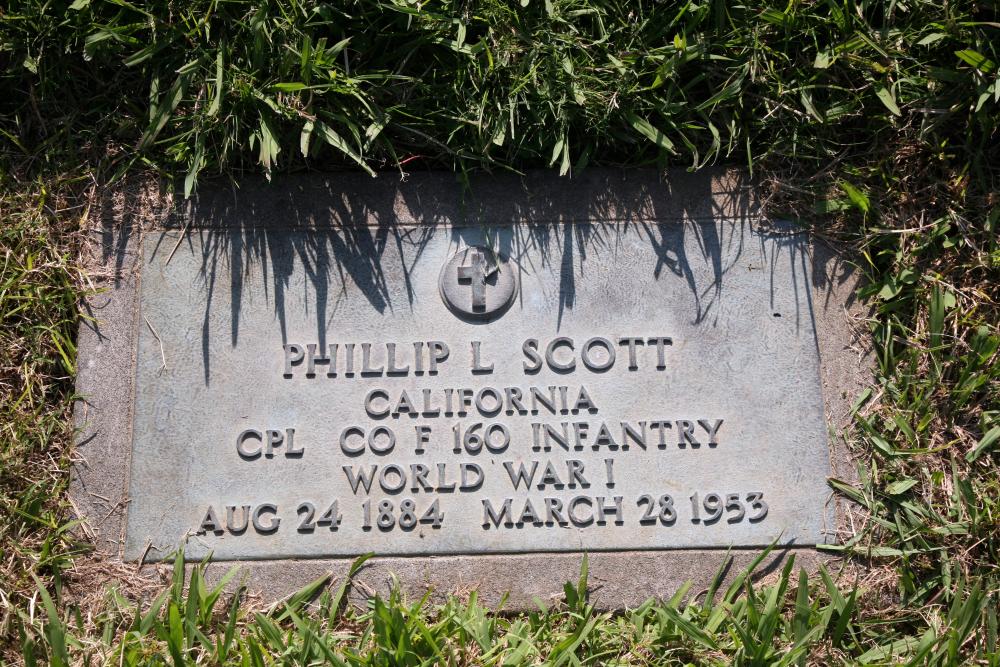 PHILLIP L SCOTT
CALIFORNIA
CPL CO F 160 INFANTRY
WORLD WAR I
AUG 24 1884 MARCH 28 1953